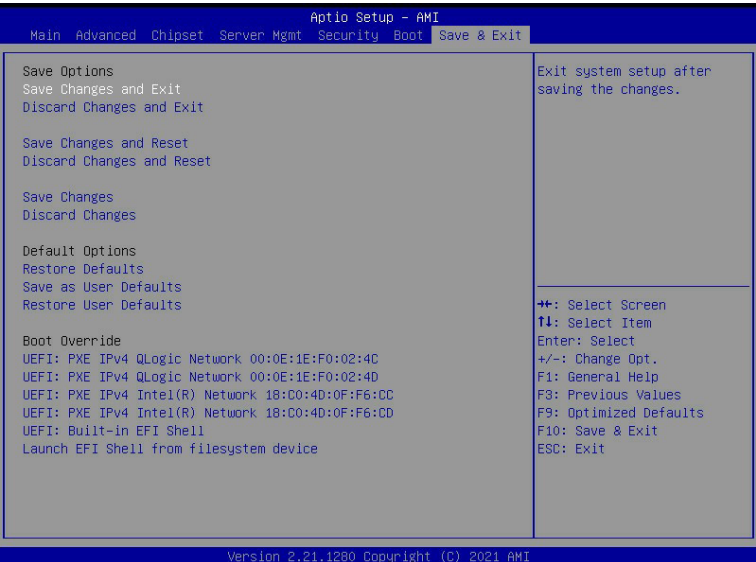 Aptio Setup – AMI
Main Advanced Chipset Server Mgmt Security Boot Save & Exit
Save Options
Save Changes and Exit
Discard Changes and Exit
Save Changes and Reset
Discard Changes and Reset
Save Changes
Discard Changes
Default Options
Restore Defaults
Save as User Defaults
Restore User Defaults
Boot Override
UEFI: PXE IPv4 QLogic Network 00:0E:1E:F0:02:4C
UEFI: PXE IPv4 QLogic Network 00:0E:1E:F0:02:4D
UEFI: PXE IPv4 Intel(R) Network 18:C0:4D:0F:F6:CC
UEFI: PXE IPv4 Intel(R) Network 18:C0:4D:0F:F6:CD
UEFI: Built-in EFI Shell
Launch EFI Shell from filesystem device
Exit system setup after
saving the changes.
→←: Select Screen
↑↓: Select Item
Enter: Select
+/-: Change Opt.
F1: General Help
F3: Previous Values
F9: Optimized Defaults
F10: Save & Exit
ESC: Exit
Version 2.21.1280 Copyright (C) 2021 AMI